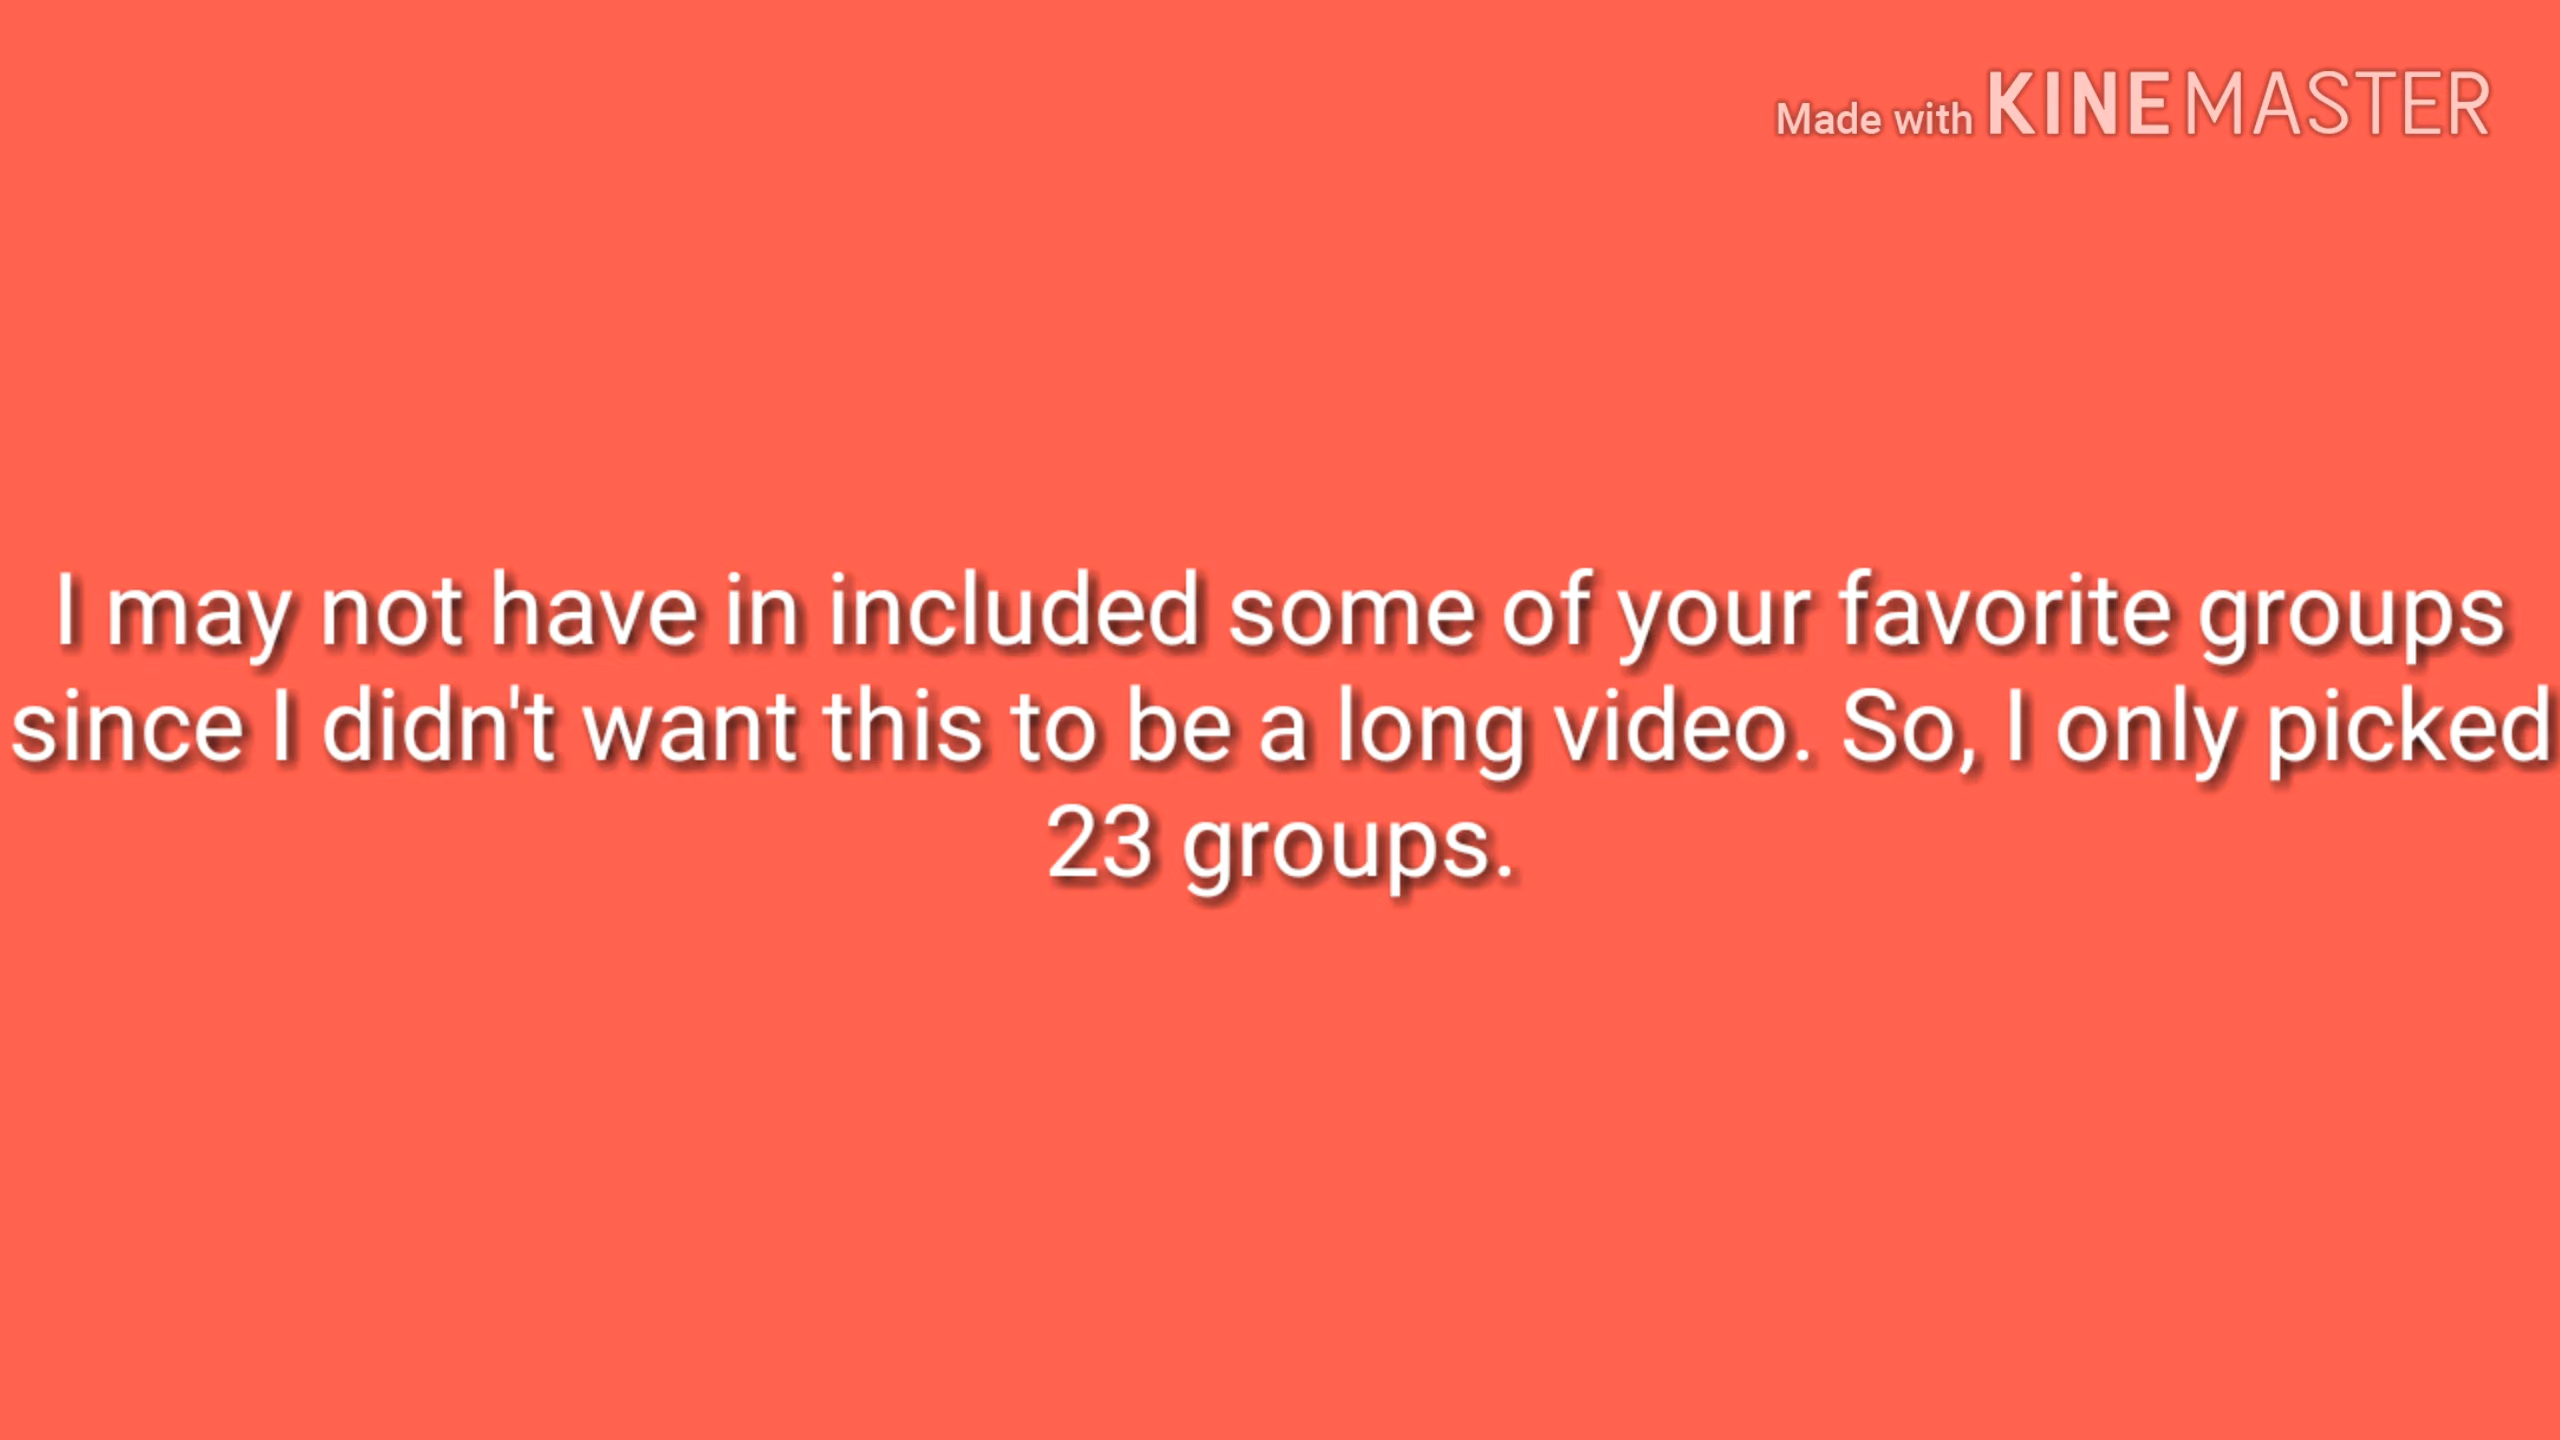 Made with KINEMASTER
I may not have in included some of your favorite groups
since I didn't want this to be a long video. So, I only picked
23 groups.